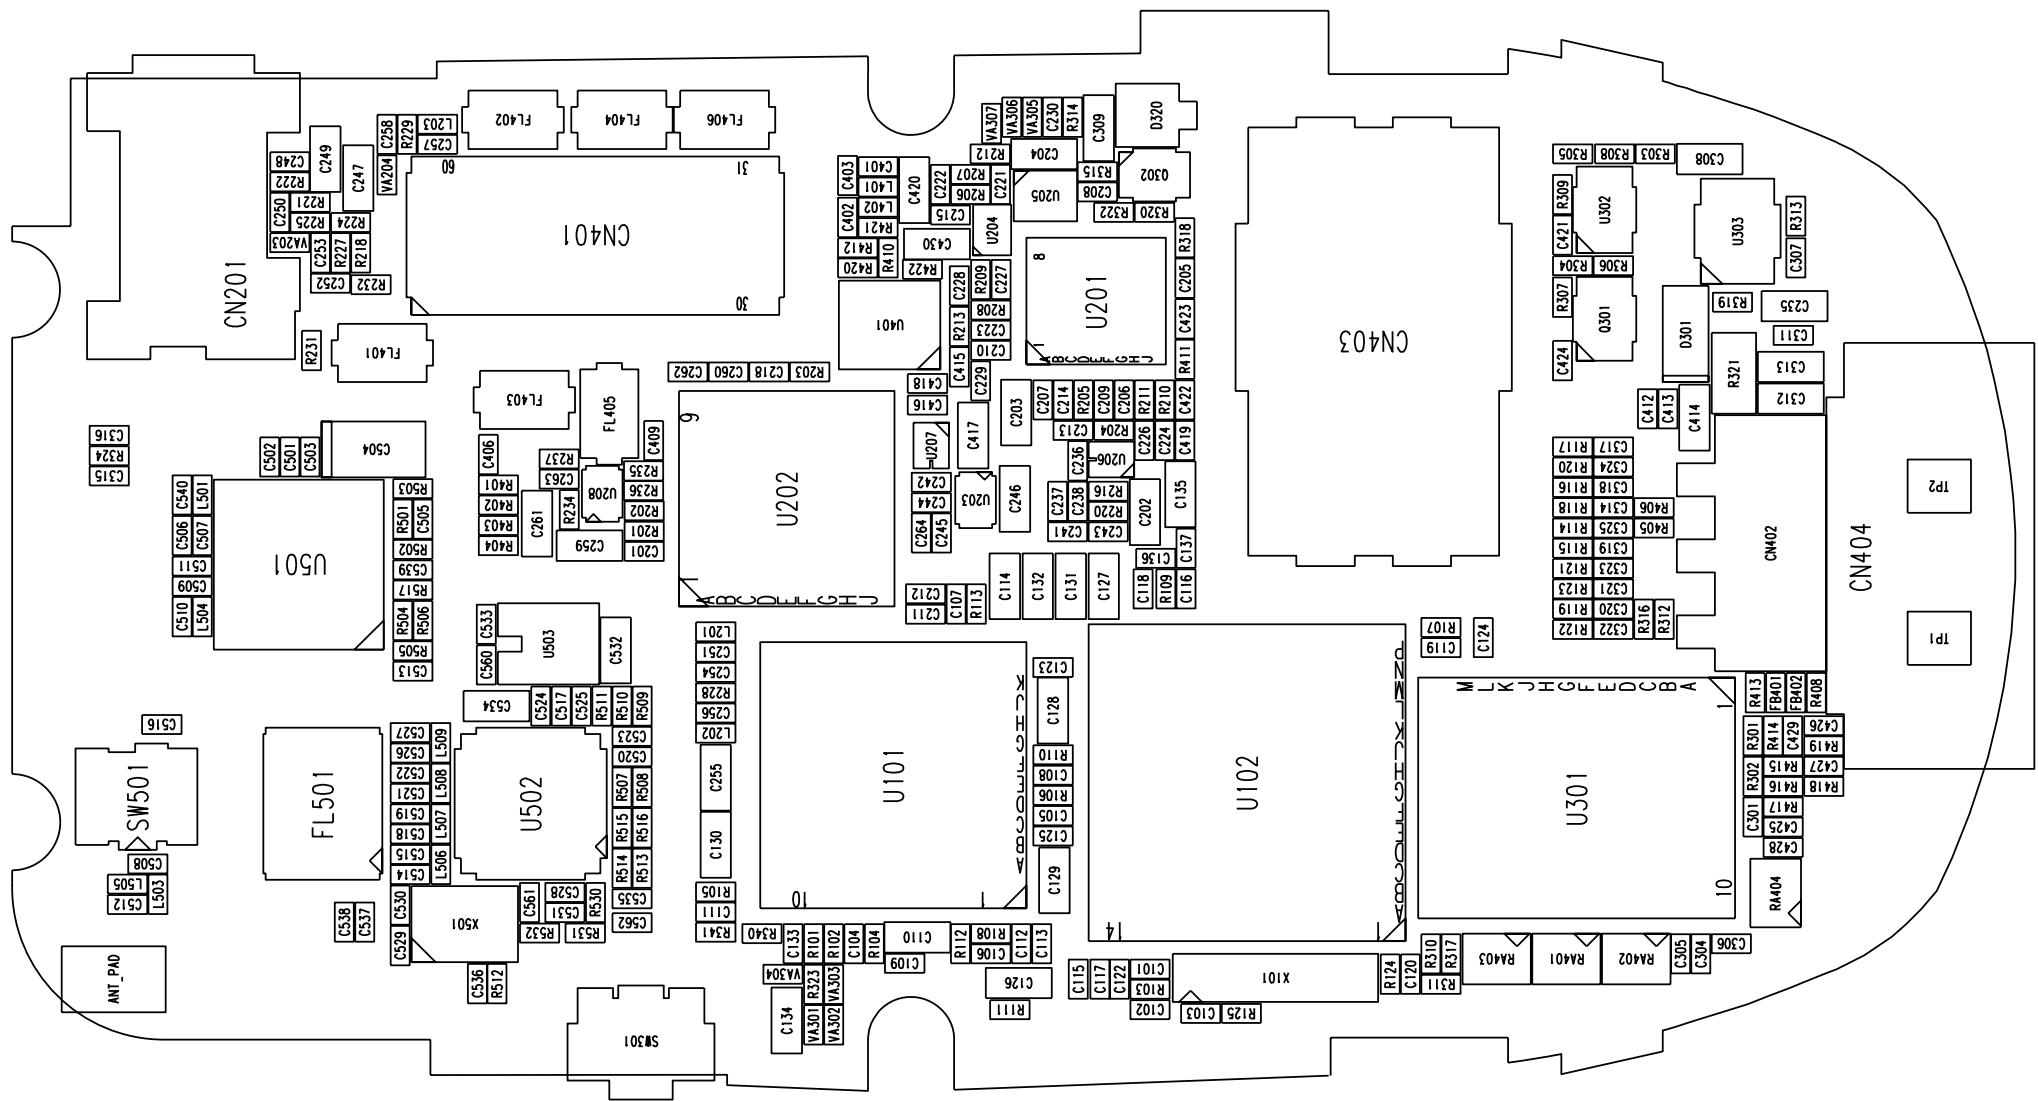 VA307 VA306 VA305 C230 R314 C309 D320
C258 R229 L203 C257 FL402 FL404 FL406
C248 C249 C247 VA204 R222 60 31
C250 R221 R225 R224 VA203 C253 R227 R218 C252 R232
CN201 CN401 30
C403 C401 L401 C402 L402 R421 C420 R412 R410 R420 C430 R422
C222 R207 R206 C221 C215 R212 C204 U205 U204
R315 C208 Q302 R322 R320 R318
R305 R308 R303 C308
R309 U302 C421 U303 R313 C307
R304 R306 R307 Q301 C424
R319 C235 C311 D301 R321 C313 C312
C228 R209 C227 R213 R208 C223 C210 C415 C229
U201 8 1 A B C D E F G H J
C205 C423 R411
CN403
R231 FL401 U401
C262 C260 C218 R203 C418 C416
FL403 FL405 C409 C406
C203 C207 C214 R205 C209 C206 R211 R210 C422
C213 R204 C226 C224 C419
C412 C413 C414
C316 R324 C315
C502 C501 C503 C504
R237 C263 R234 U208 R235 R236 R202 R201 C201
R401 R402 R403 R404 C261 C259
U202 9 1 A B C D E F G H J
U207 C417 C242 C244 C264 C245 U203 C246
C236 U206 C237 C238 R216 R220 C241 C243 C202 C135
C136 C137 C118 R109 C116
C540 L501 C506 C507 C511 C509 C510 L504
U501
R503 R501 C505 R502 C539 R517 R504 R506 R505 C513
R117 C317
R120 C324
R116 C318
R118 C314 R406
R114 C325 R405
R115 C319
R121 C323
R123 C321
R119 C320 R316 R312
R122 C322
CN402 CN404 TP2 TP1
C212 C211 C107 R113 C114 C132 C131 C127
C533 C560 U503 C532
L201 C251 C254 R228 C256 L202 C255 C130
R107 C119 C124
C534 C524 C517 C525 R511 R510 R509
C516 SW501 FL501 U502
C527 C526 C522 C521 C519 C518 C515 C514
L509 L508 L507 L506
C523 C520 R507 R508 R515 R516 R514 R513 C535 C562
U101 K J H G F E D C B A 10 1
C123 C128 R110 C108 R106 C105 C125 C129
U102 P N M L K J H G F E D C B A 14 1
U301 M L K J H G F E D C B A 1 10
R413 FB401 FB402 R408
R301 R414 C429 C426 R419
R302 R415 C427 R416 R418
C301 R417 C425 C428
RA404
C508 L505 C512 L503
C538 C537 C530 C529 X501 C561 C528 C531 R530 R532 R531
C536 R512
R105 C111 R341
ANT_PAD
R340 C133 R101 R102 C104 R104 C110 C109
R112 R108 C106 C112 C113
VA304 R323 VA303 C134 VA301 VA302
C126 R111
C115 C117 C122 C101 R103 C102
X101 C103 R125 R124 C120
R310 R317 R311 RA403 RA401 RA402 C305 C304 C306
SW301